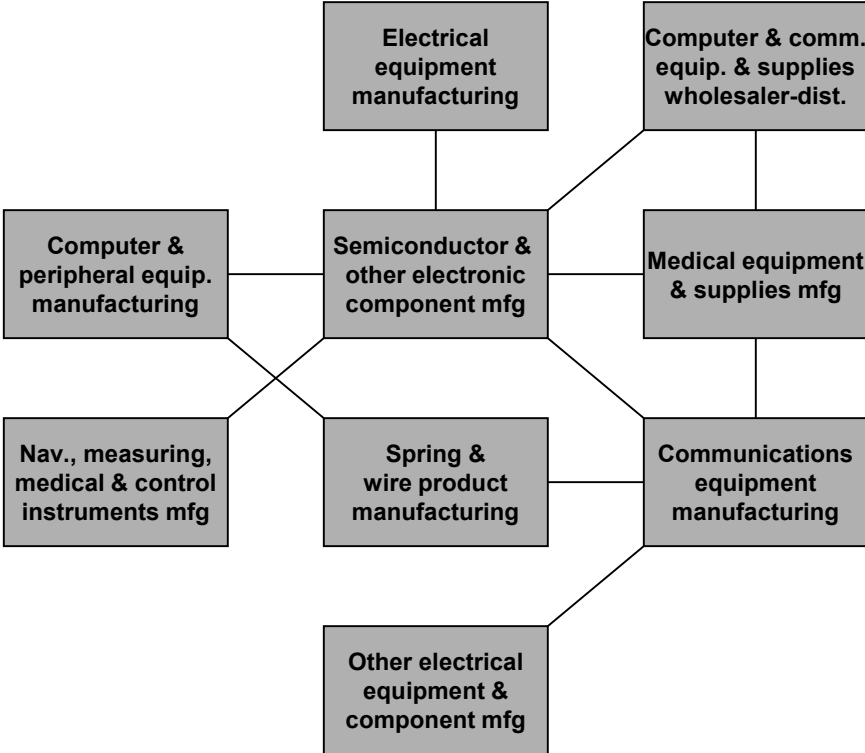 Electrical
equipment
manufacturing
Computer & comm.
equip. & supplies
wholesaler-dist.
Computer &
peripheral equip.
manufacturing
Semiconductor &
other electronic
component mfg
Medical equipment
& supplies mfg
Nav., measuring,
medical & control
instruments mfg
Spring &
wire product
manufacturing
Communications
equipment
manufacturing
Other electrical
equipment &
component mfg